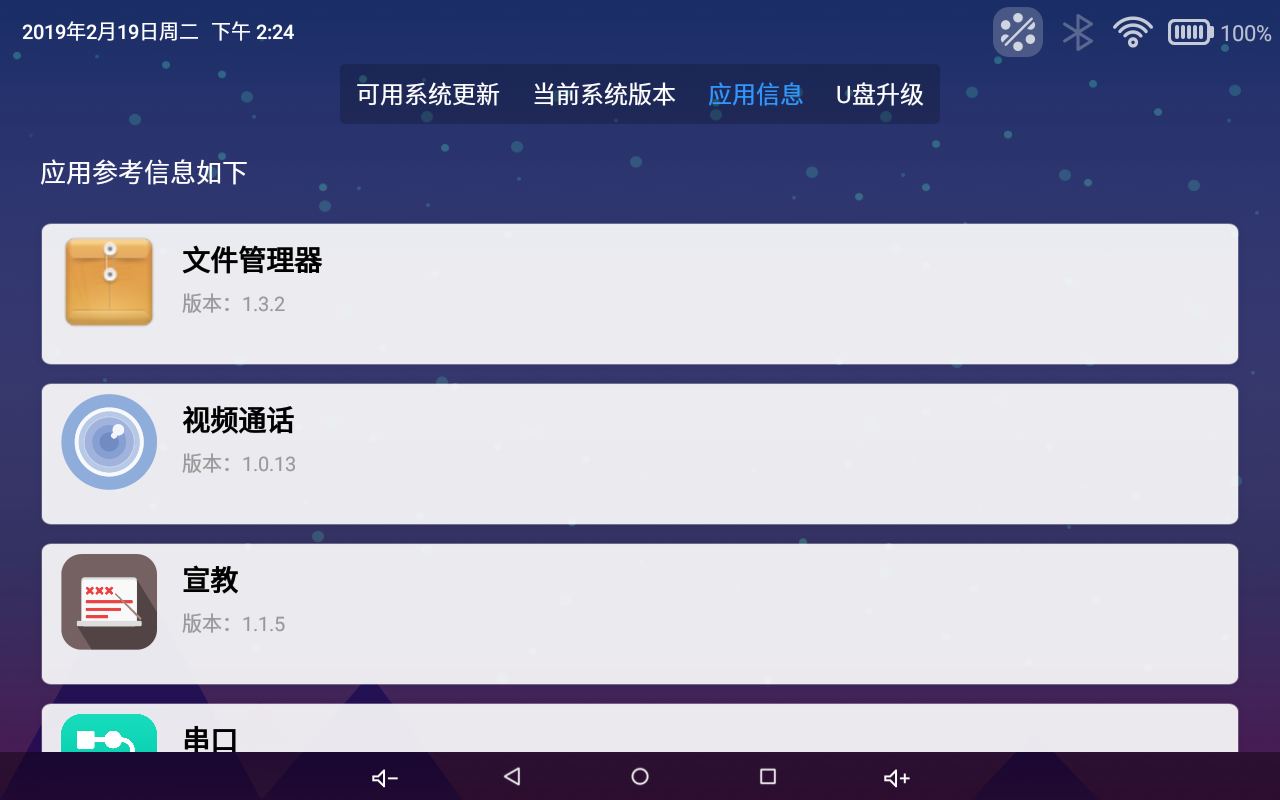 2019年2月19日周二 下午 2:24
100%
可用系统更新 当前系统版本 应用信息 U盘升级
应用参考信息如下
文件管理器
版本：1.3.2
视频通话
版本：1.0.13
宣教
版本：1.1.5
串口